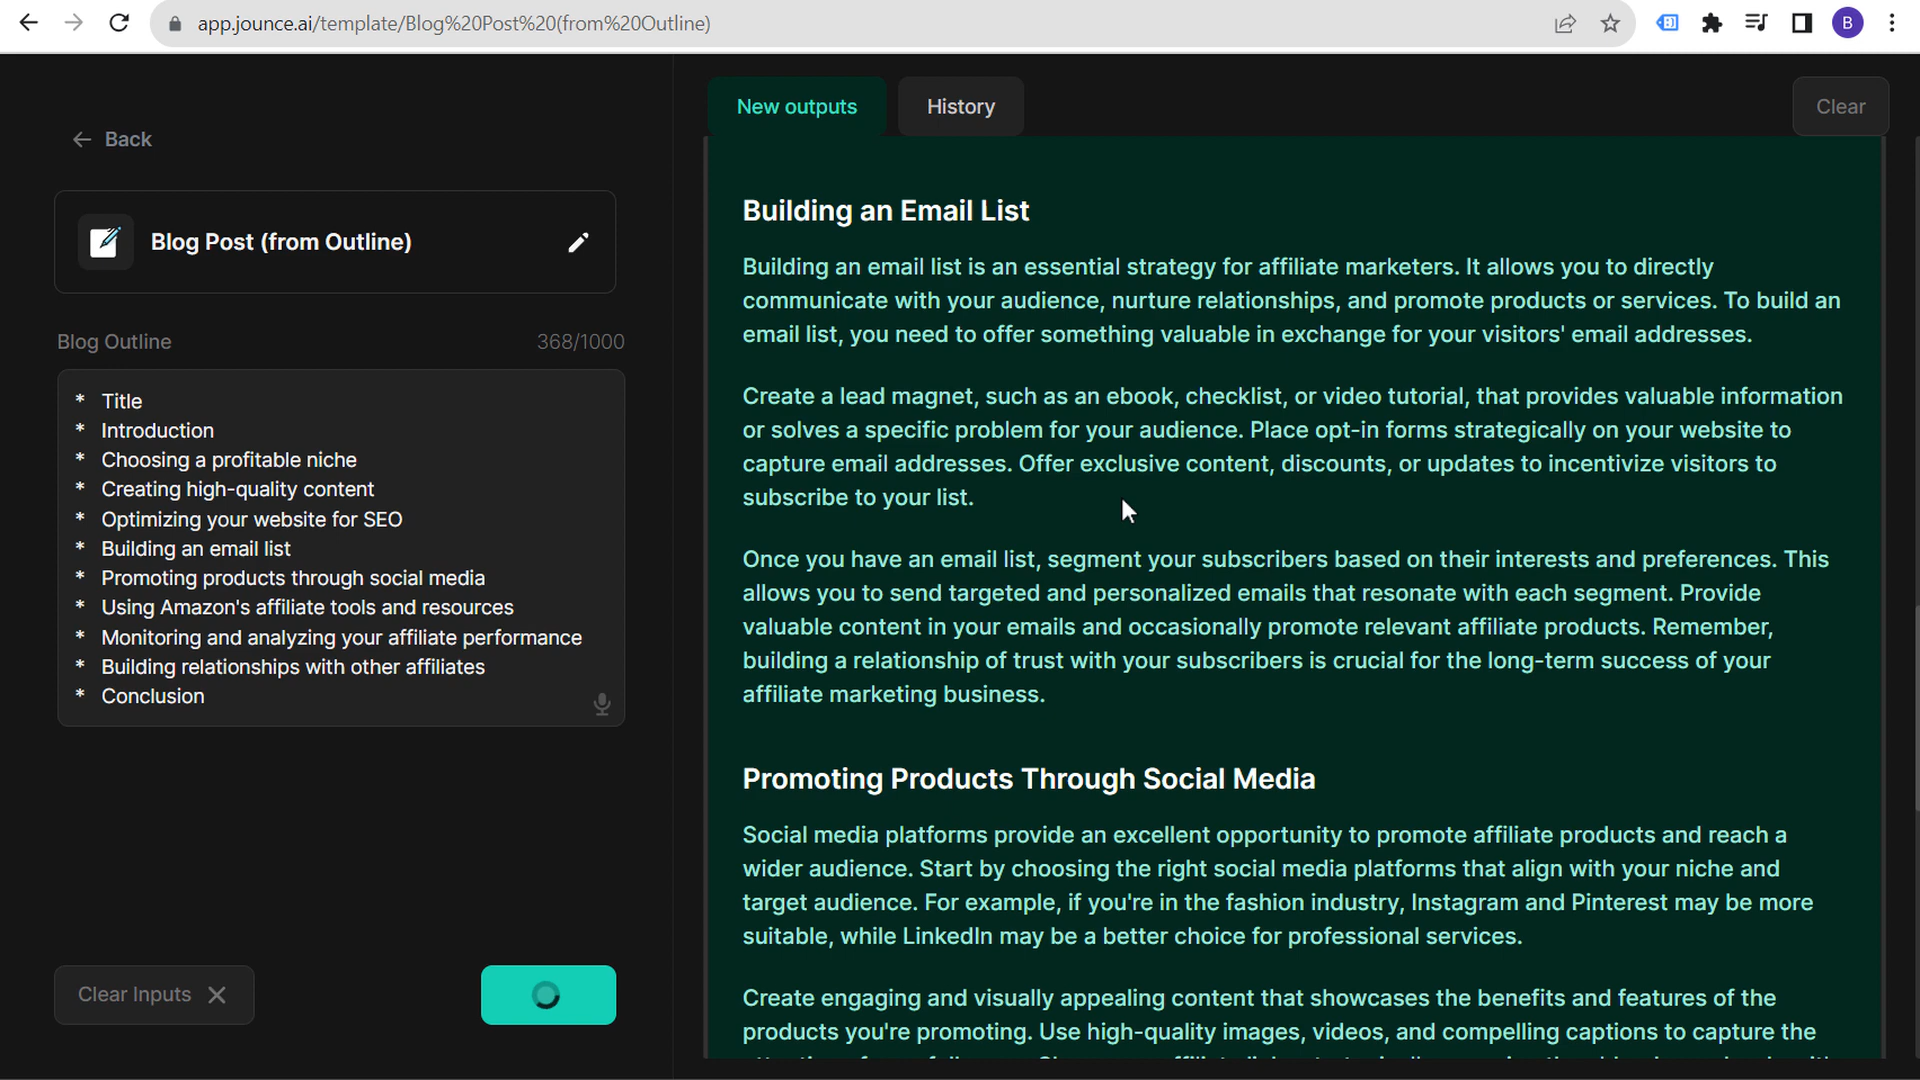 app.jounce.ai/template/Blog%20Post%20(from%20Outline)
B
Back
Blog Post (from Outline)
Blog Outline 368/1000
* Title
* Introduction
* Choosing a profitable niche
* Creating high-quality content
* Optimizing your website for SEO
* Building an email list
* Promoting products through social media
* Using Amazon's affiliate tools and resources
* Monitoring and analyzing your affiliate performance
* Building relationships with other affiliates
* Conclusion
Clear Inputs
New outputs History Clear
Building an Email List
Building an email list is an essential strategy for affiliate marketers. It allows you to directly
communicate with your audience, nurture relationships, and promote products or services. To build an
email list, you need to offer something valuable in exchange for your visitors' email addresses.
Create a lead magnet, such as an ebook, checklist, or video tutorial, that provides valuable information
or solves a specific problem for your audience. Place opt-in forms strategically on your website to
capture email addresses. Offer exclusive content, discounts, or updates to incentivize visitors to
subscribe to your list.
Once you have an email list, segment your subscribers based on their interests and preferences. This
allows you to send targeted and personalized emails that resonate with each segment. Provide
valuable content in your emails and occasionally promote relevant affiliate products. Remember,
building a relationship of trust with your subscribers is crucial for the long-term success of your
affiliate marketing business.
Promoting Products Through Social Media
Social media platforms provide an excellent opportunity to promote affiliate products and reach a
wider audience. Start by choosing the right social media platforms that align with your niche and
target audience. For example, if you're in the fashion industry, Instagram and Pinterest may be more
suitable, while LinkedIn may be a better choice for professional services.
Create engaging and visually appealing content that showcases the benefits and features of the
products you're promoting. Use high-quality images, videos, and compelling captions to capture the